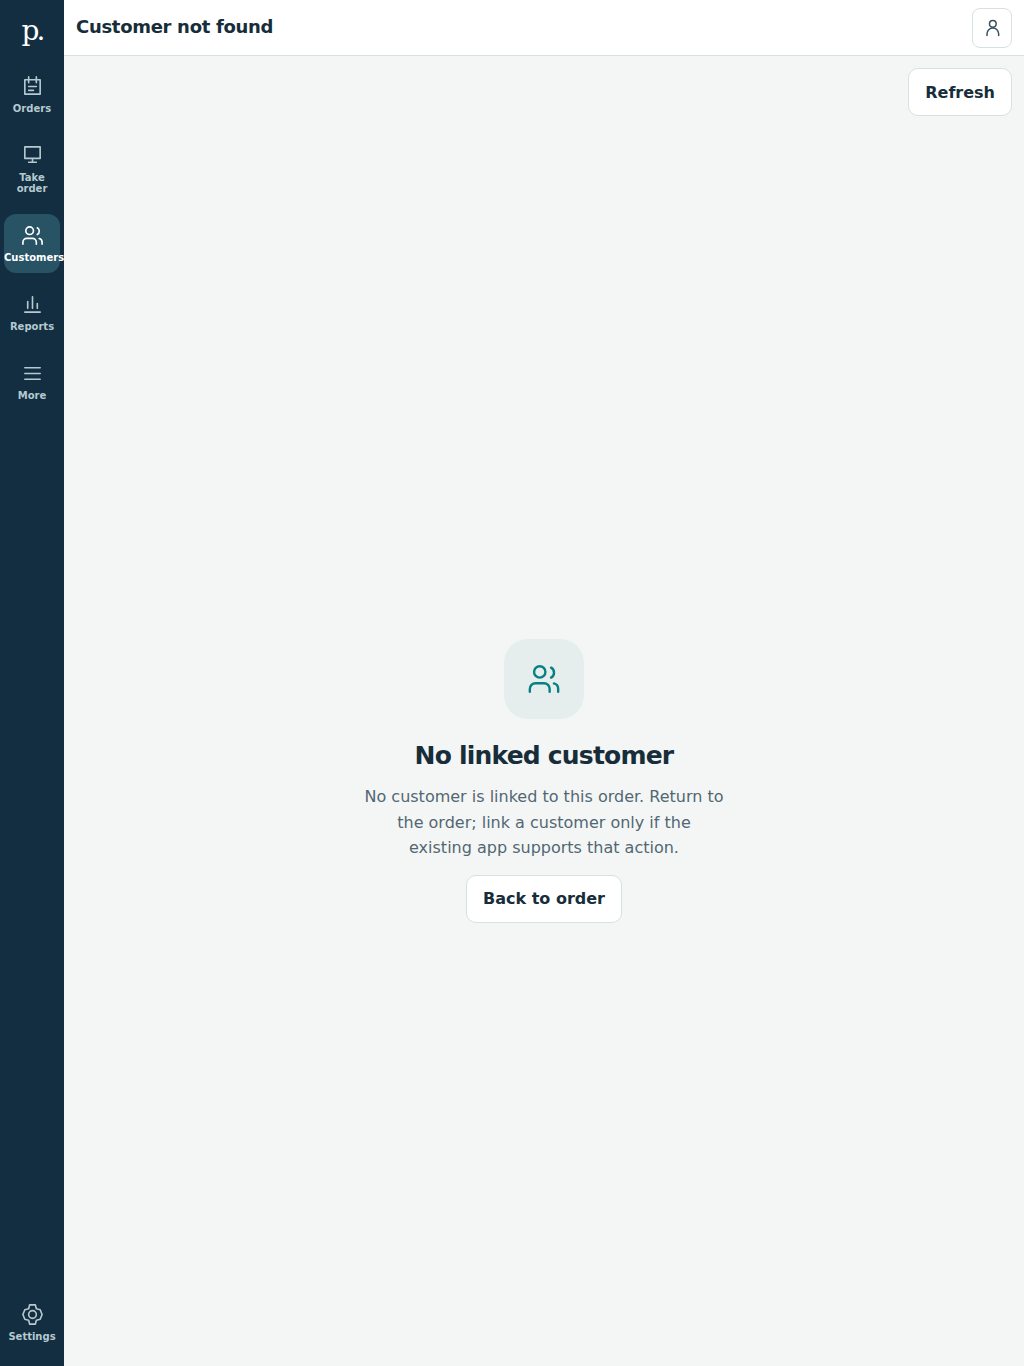 p.
Customer not found
Orders
Take
order
Customers
Reports
More
Settings
Refresh
No linked customer
No customer is linked to this order. Return to
the order; link a customer only if the
existing app supports that action.
Back to order